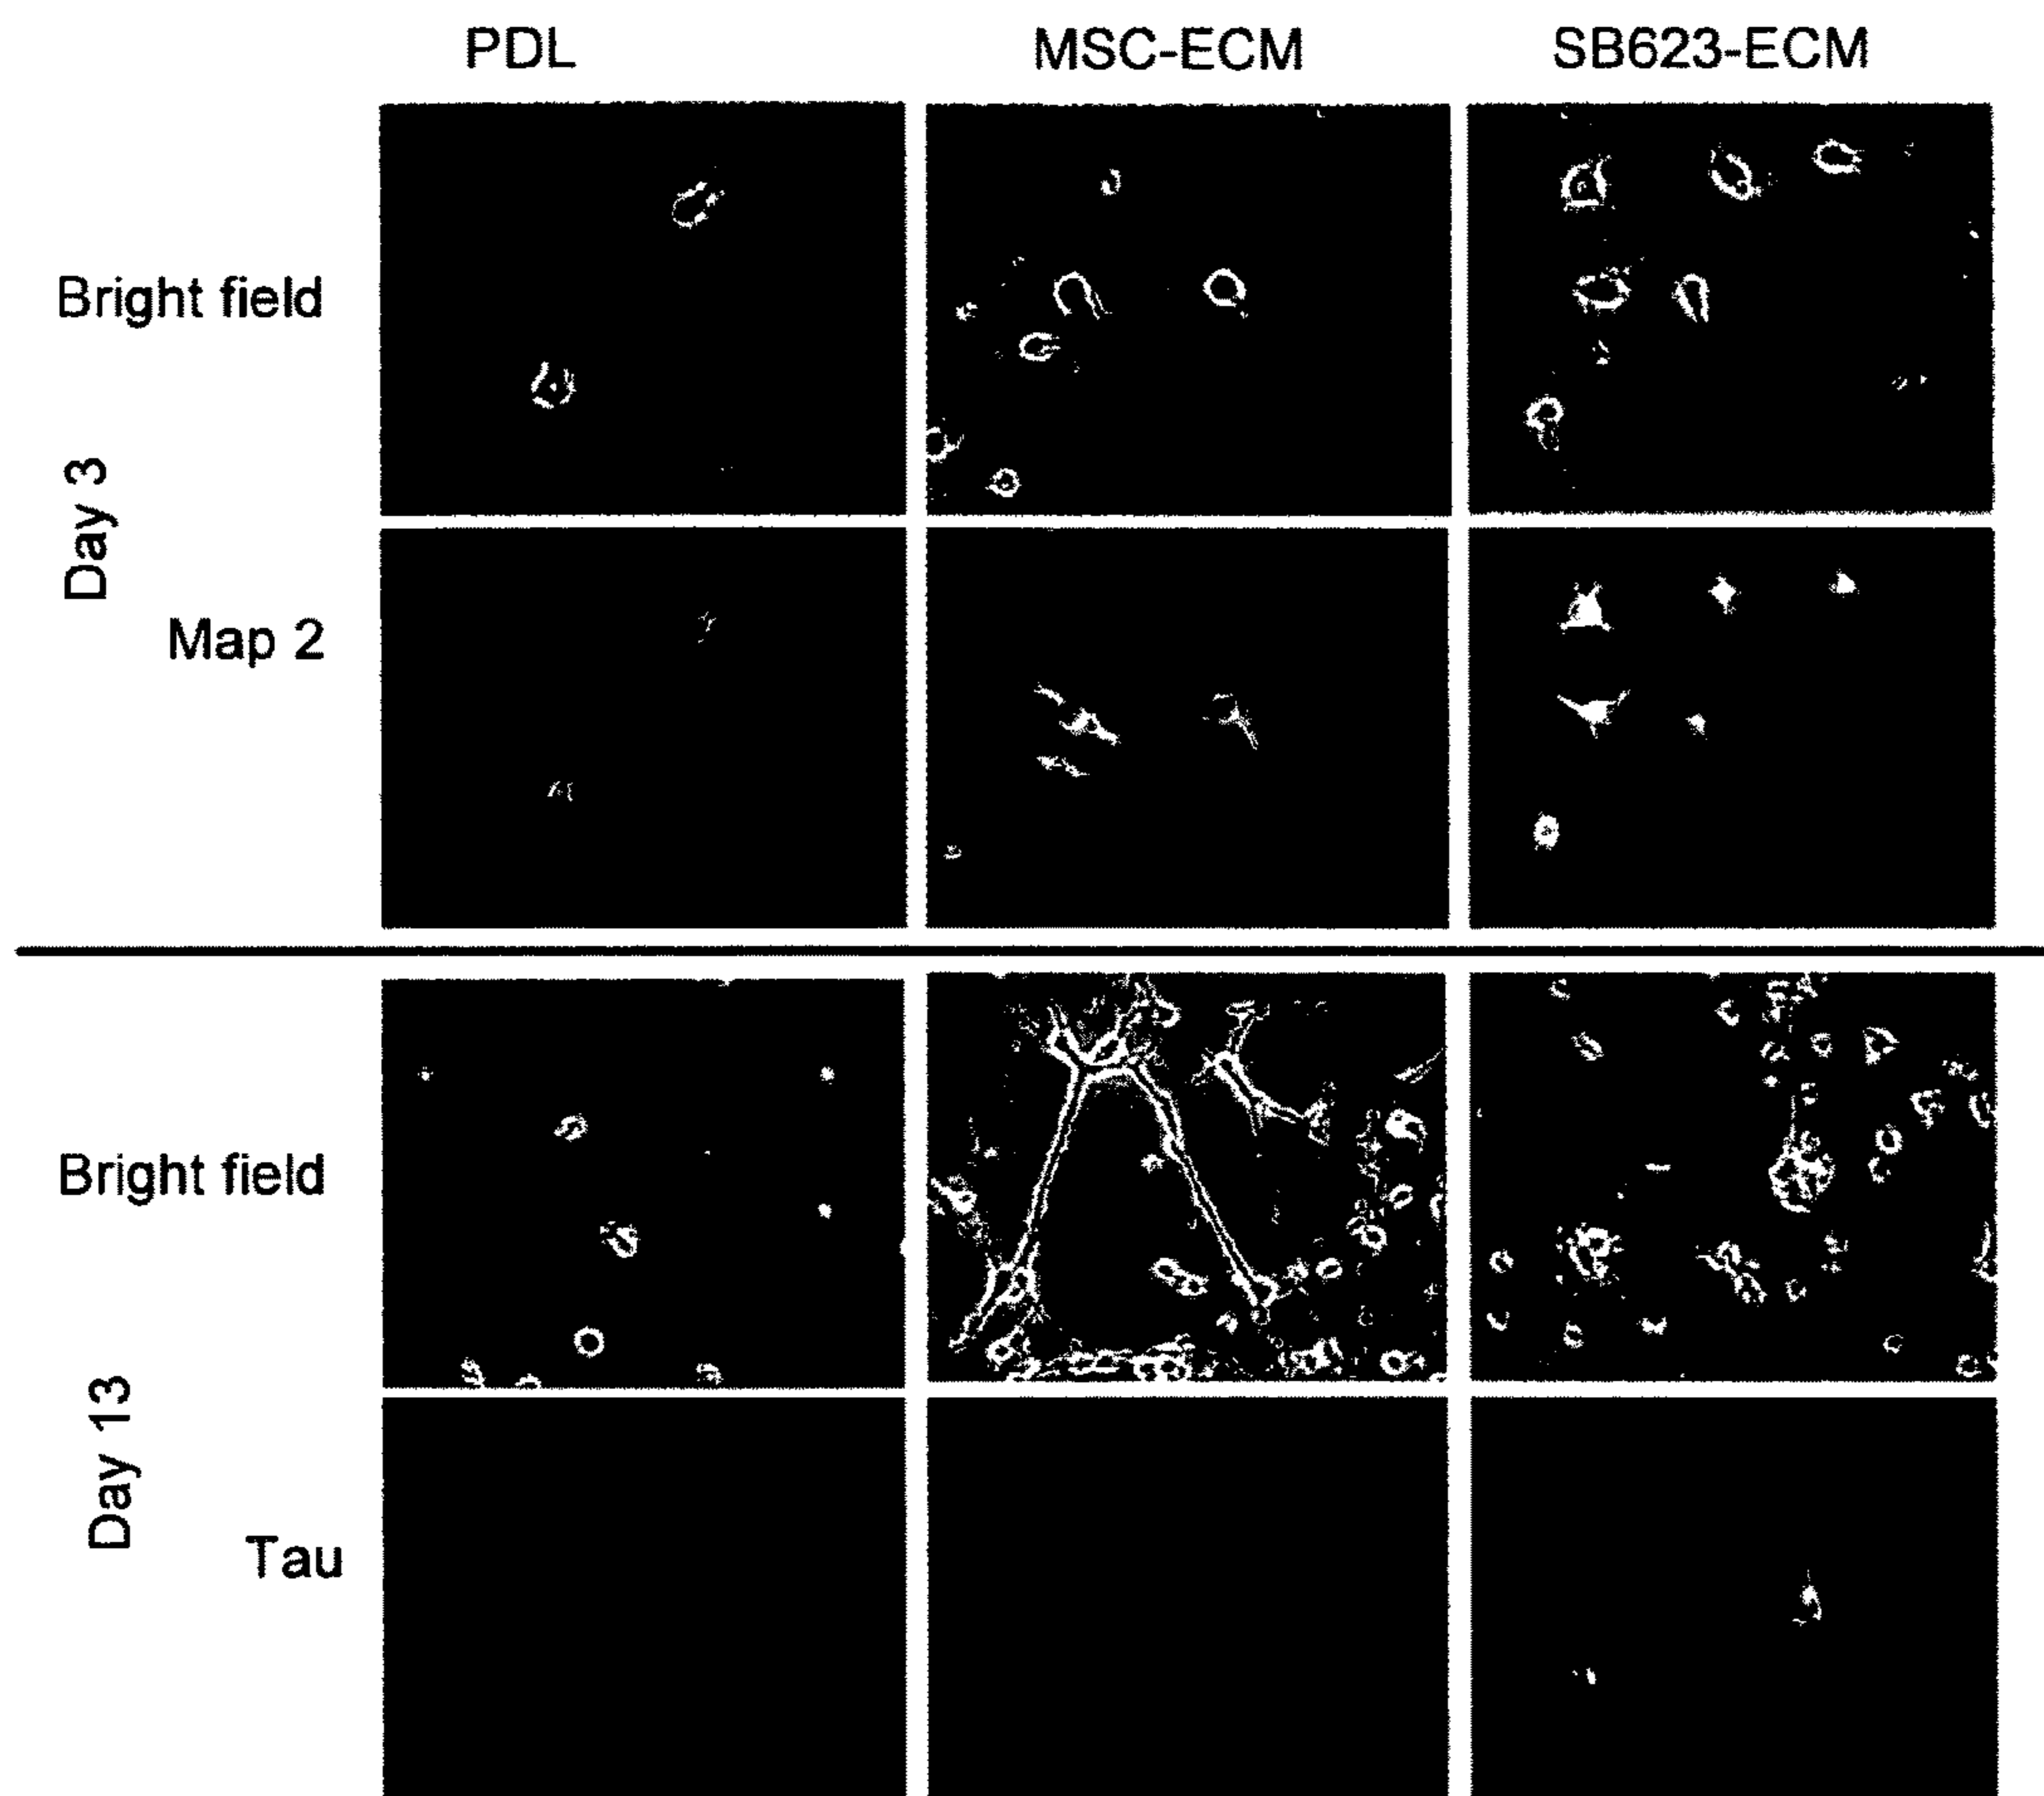 PDL MSC-ECM SB623-ECM
Bright field
Day 3
Map 2
Bright field
Day 13
Tau